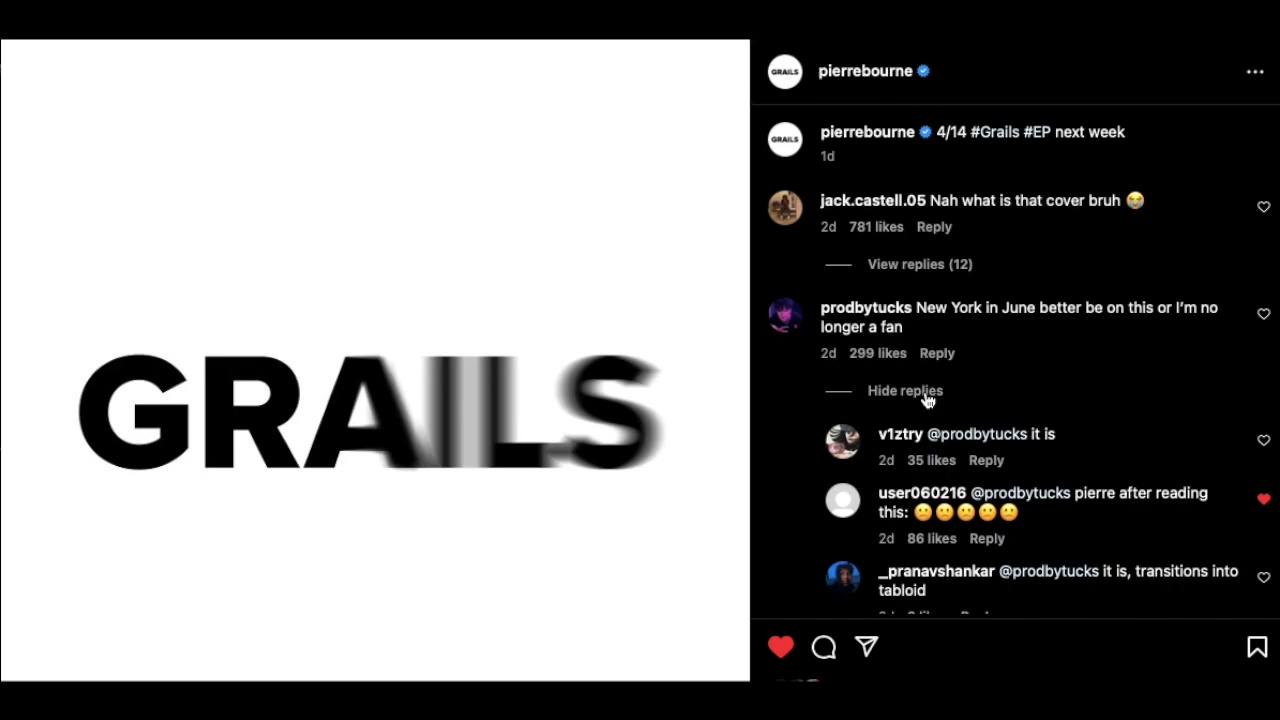 GRAILS
GRAILS
pierrebourne
GRAILS
pierrebourne 4/14 #Grails #EP next week
1d
jack.castell.05 Nah what is that cover bruh 😭
2d 781 likes Reply
View replies (12)
prodbytucks New York in June better be on this or I'm no
longer a fan
2d 299 likes Reply
Hide replies
v1ztry @prodbytucks it is
2d 35 likes Reply
user060216 @prodbytucks pierre after reading
this: 😕😕😕😕😕
2d 86 likes Reply
_pranavshankar @prodbytucks it is, transitions into
tabloid